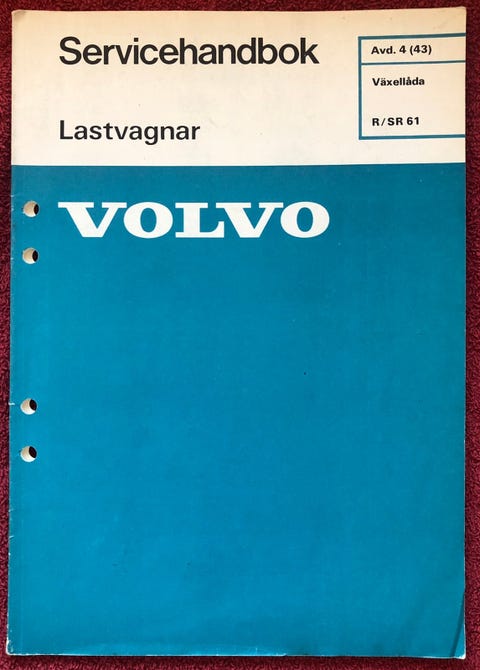 Servicehandbok
Avd. 4 (43)
Växellåda
R/SR 61
Lastvagnar
VOLVO